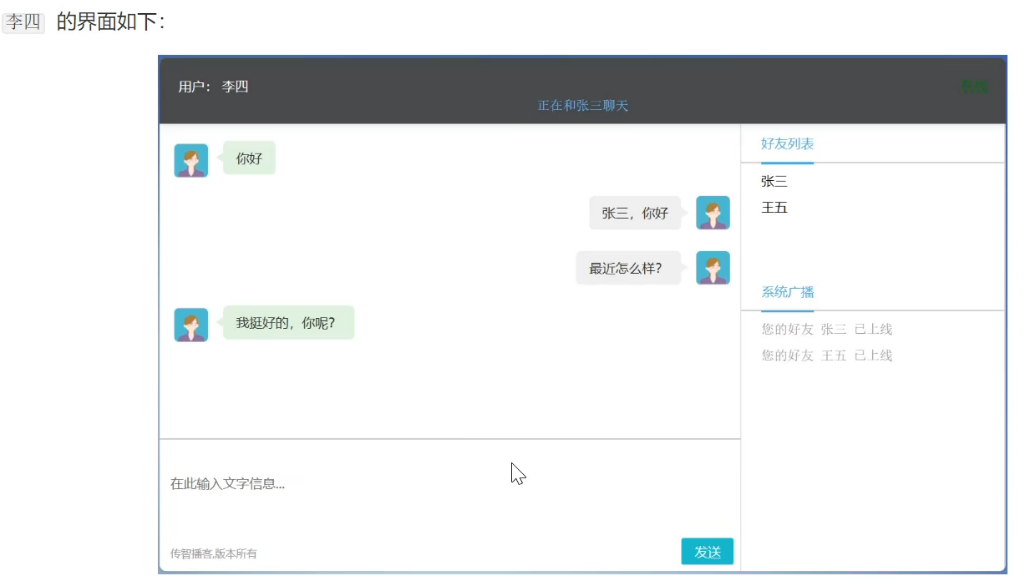 李四 的界面如下：
用户： 李四
正在和张三聊天
你好
张三，你好
最近怎么样？
我挺好的，你呢？
在此输入文字信息...
传智播客,版本所有
发送
好友列表
张三
王五
系统广播
您的好友 张三 已上线
您的好友 王五 已上线